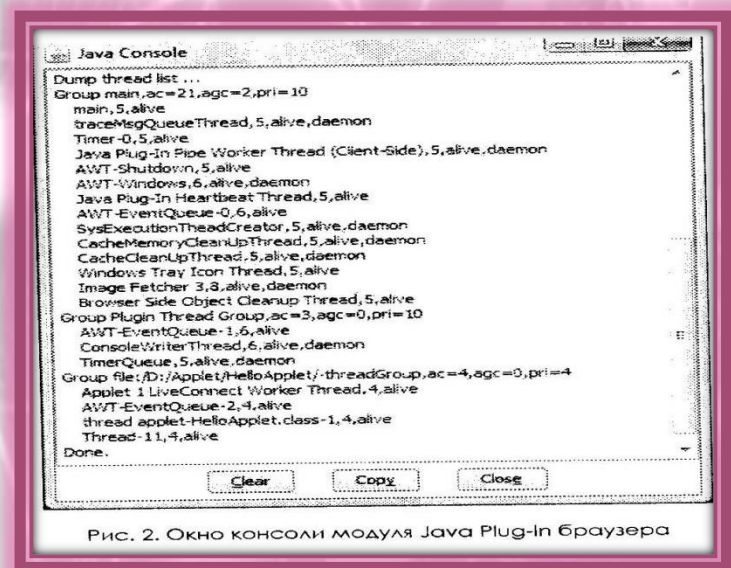 Java Console
Dump thread list ...
Group main,ac=21,agc=2,pri=10
main,5,alive
traceMsgQueueThread,5,alive,daemon
Timer-0,5,alive
Java Plug-In Pipe Worker Thread (Client-Side),5,alive,daemon
AWT-Shutdown,5,alive
AWT-Windows,6,alive,daemon
Java Plug-In Heartbeat Thread,5,alive
AWT-EventQueue-0,6,alive
SysExecutionTheadCreator,5,alive,daemon
CacheMemoryCleanUpThread,5,alive,daemon
CacheCleanUpThread,5,alive,daemon
Windows Tray Icon Thread,5,alive
Image Fetcher 3,8,alive,daemon
Browser Side Object Cleanup Thread,5,alive
Group Plugin Thread Group,ac=3,agc=0,pri=10
AWT-EventQueue-1,6,alive
ConsoleWriterThread,6,alive,daemon
TimerQueue,5,alive,daemon
Group file:/D:/Applet/HelloApplet/-threadGroup,ac=4,agc=0,pri=4
Applet 1 LiveConnect Worker Thread,4,alive
AWT-EventQueue-2,4,alive
thread applet-HelloApplet.class-1,4,alive
Thread-11,4,alive
Done.
Clear Copy Close
Рис. 2. Окно консоли модуля Java Plug-In браузера